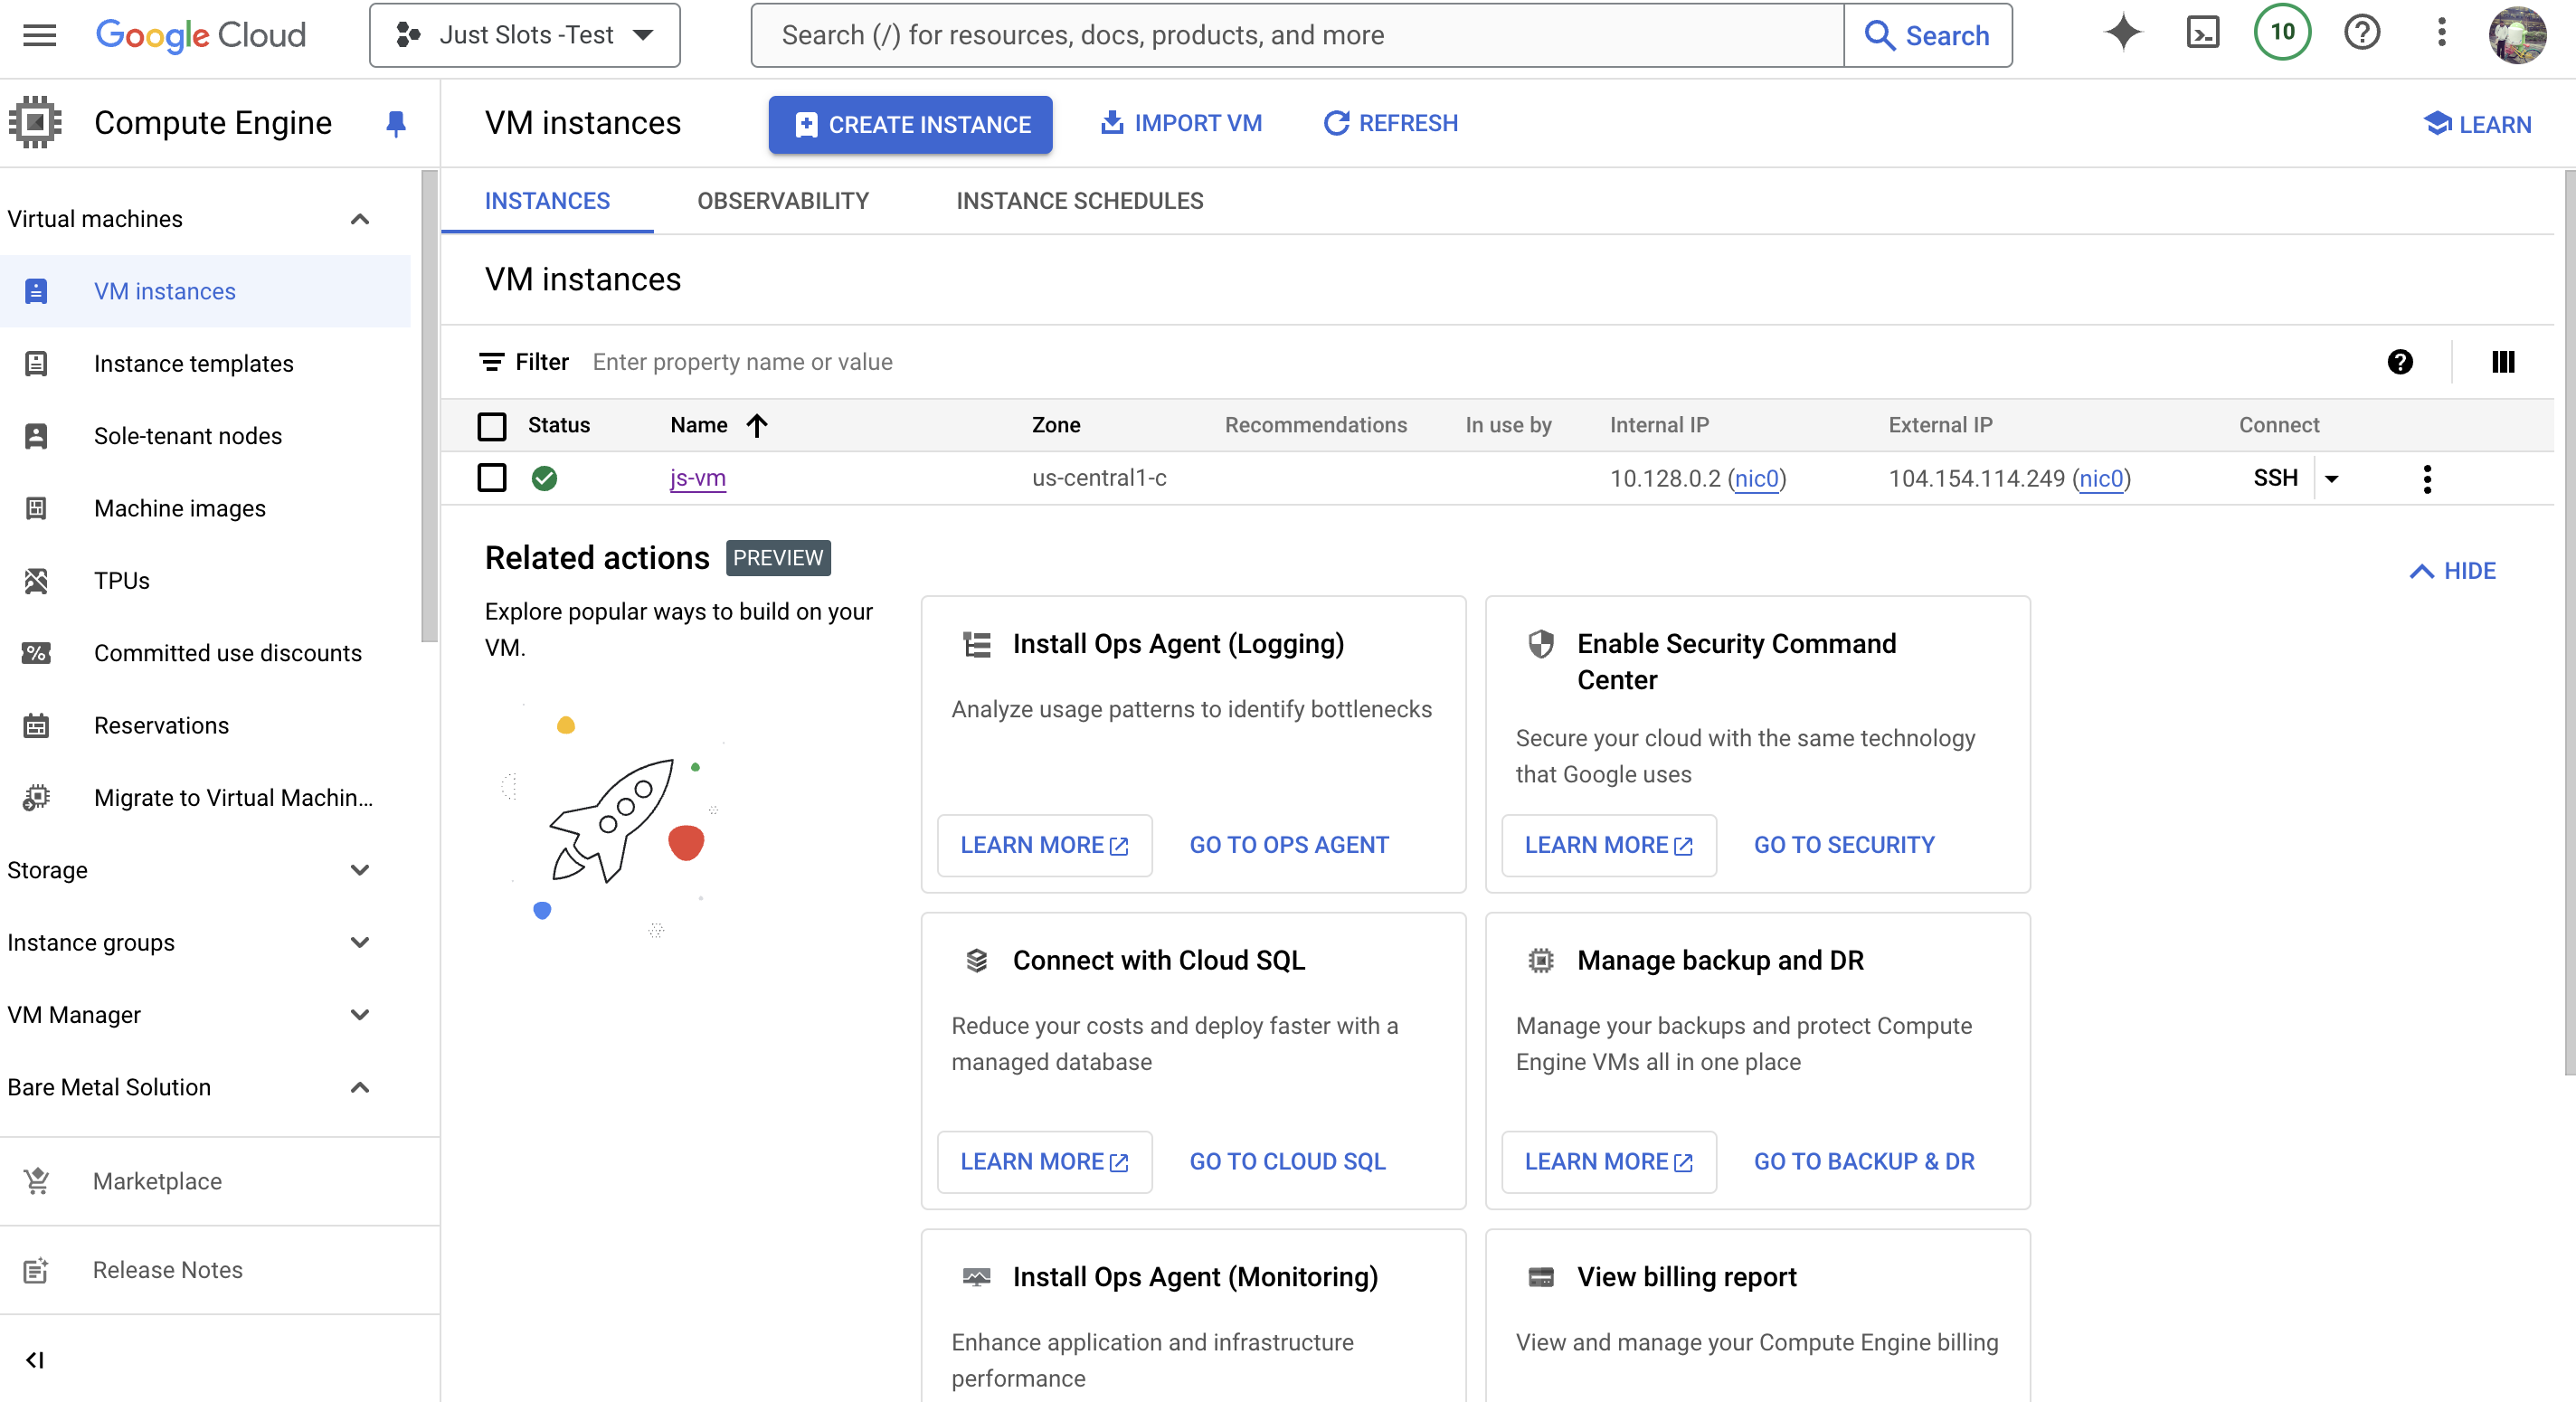 Google Cloud
Just Slots -Test
Search (/) for resources, docs, products, and more
Search
10
Compute Engine
VM instances
CREATE INSTANCE
IMPORT VM
REFRESH
LEARN
Virtual machines
VM instances
Instance templates
Sole-tenant nodes
Machine images
TPUs
Committed use discounts
Reservations
Migrate to Virtual Machin...
Storage
Instance groups
VM Manager
Bare Metal Solution
Marketplace
Release Notes
INSTANCES
OBSERVABILITY
INSTANCE SCHEDULES
VM instances
Filter
Enter property name or value
Status
Name
Zone
Recommendations
In use by
Internal IP
External IP
Connect
js-vm
us-central1-c
10.128.0.2 (nic0)
104.154.114.249 (nic0)
SSH
Related actions
PREVIEW
HIDE
Explore popular ways to build on your
VM.
Install Ops Agent (Logging)
Analyze usage patterns to identify bottlenecks
LEARN MORE
GO TO OPS AGENT
Enable Security Command
Center
Secure your cloud with the same technology
that Google uses
LEARN MORE
GO TO SECURITY
Connect with Cloud SQL
Reduce your costs and deploy faster with a
managed database
LEARN MORE
GO TO CLOUD SQL
Manage backup and DR
Manage your backups and protect Compute
Engine VMs all in one place
LEARN MORE
GO TO BACKUP & DR
Install Ops Agent (Monitoring)
Enhance application and infrastructure
performance
View billing report
View and manage your Compute Engine billing